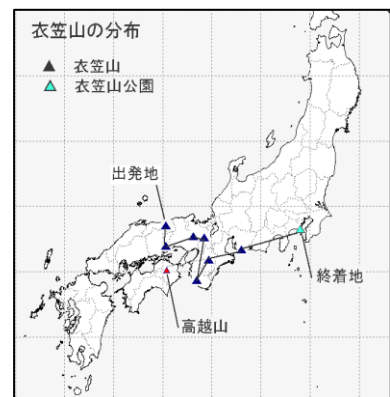 衣笠山の分布
▲ 衣笠山
▲ 衣笠山公園
出発地
終着地
高越山